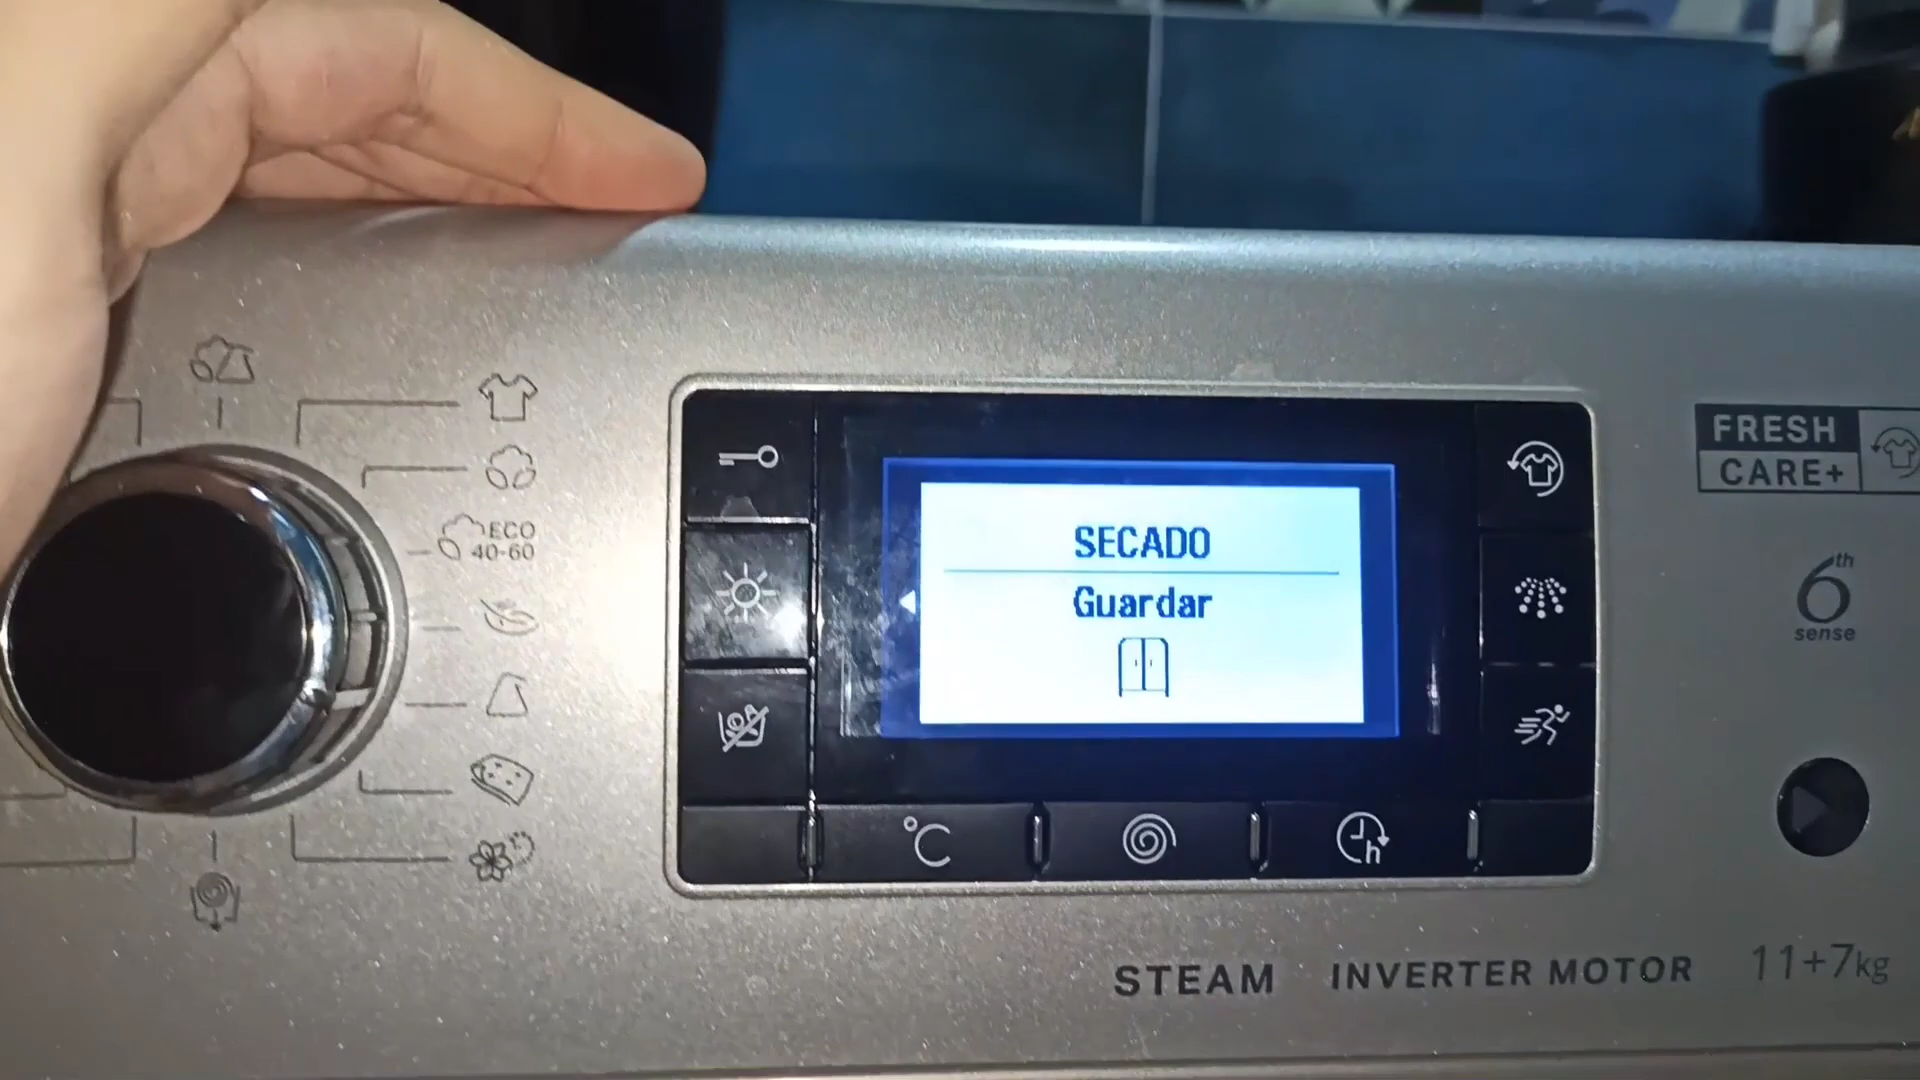 ECO
40-60
SECADO
Guardar
°C
h
FRESH
CARE+
6th
sense
STEAM INVERTER MOTOR 11+7kg